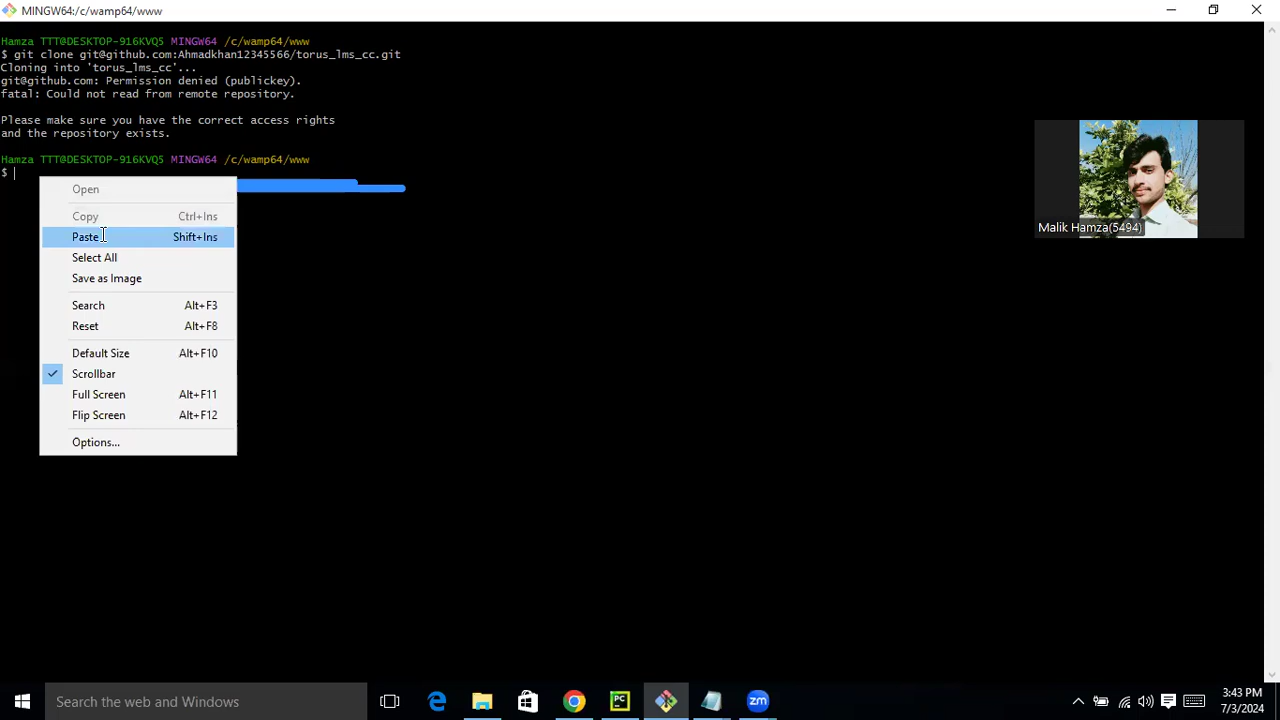 MINGW64:/c/wamp64/www
Hamza TTT@DESKTOP-916KVQ5 MINGW64 /c/wamp64/www
$ git clone git@github.com:Ahmadkhan12345566/torus_lms_cc.git
Cloning into 'torus_lms_cc'...
git@github.com: Permission denied (publickey).
fatal: Could not read from remote repository.
Please make sure you have the correct access rights
and the repository exists.
Hamza TTT@DESKTOP-916KVQ5 MINGW64 /c/wamp64/www
$
Open
Copy Ctrl+Ins
Paste Shift+Ins
Select All
Save as Image
Search Alt+F3
Reset Alt+F8
Default Size Alt+F10
Scrollbar
Full Screen Alt+F11
Flip Screen Alt+F12
Options...
Malik Hamza(5494)
Search the web and Windows
PC
zm
3:43 PM
7/3/2024